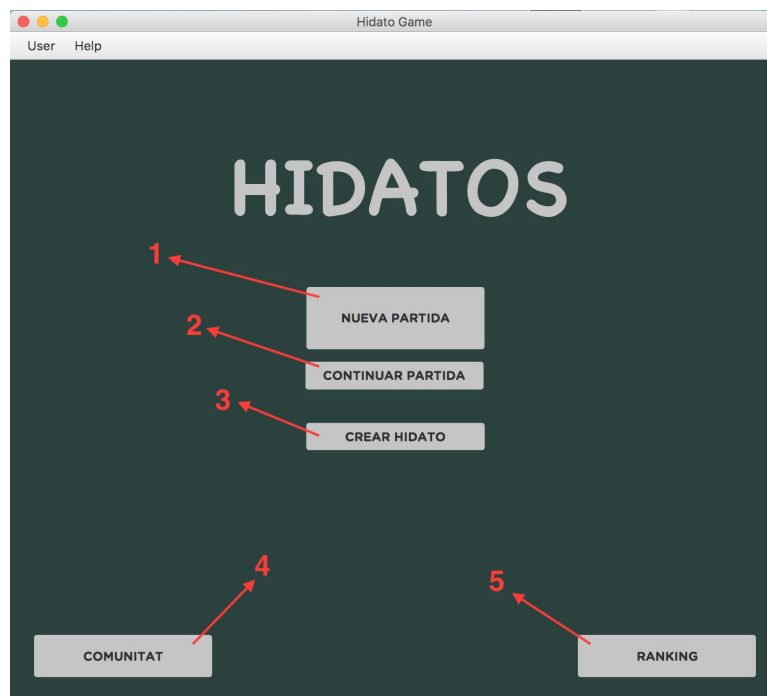 Hidato Game
User Help
HIDATOS
1
NUEVA PARTIDA
2
CONTINUAR PARTIDA
3
CREAR HIDATO
4
5
COMUNITAT
RANKING